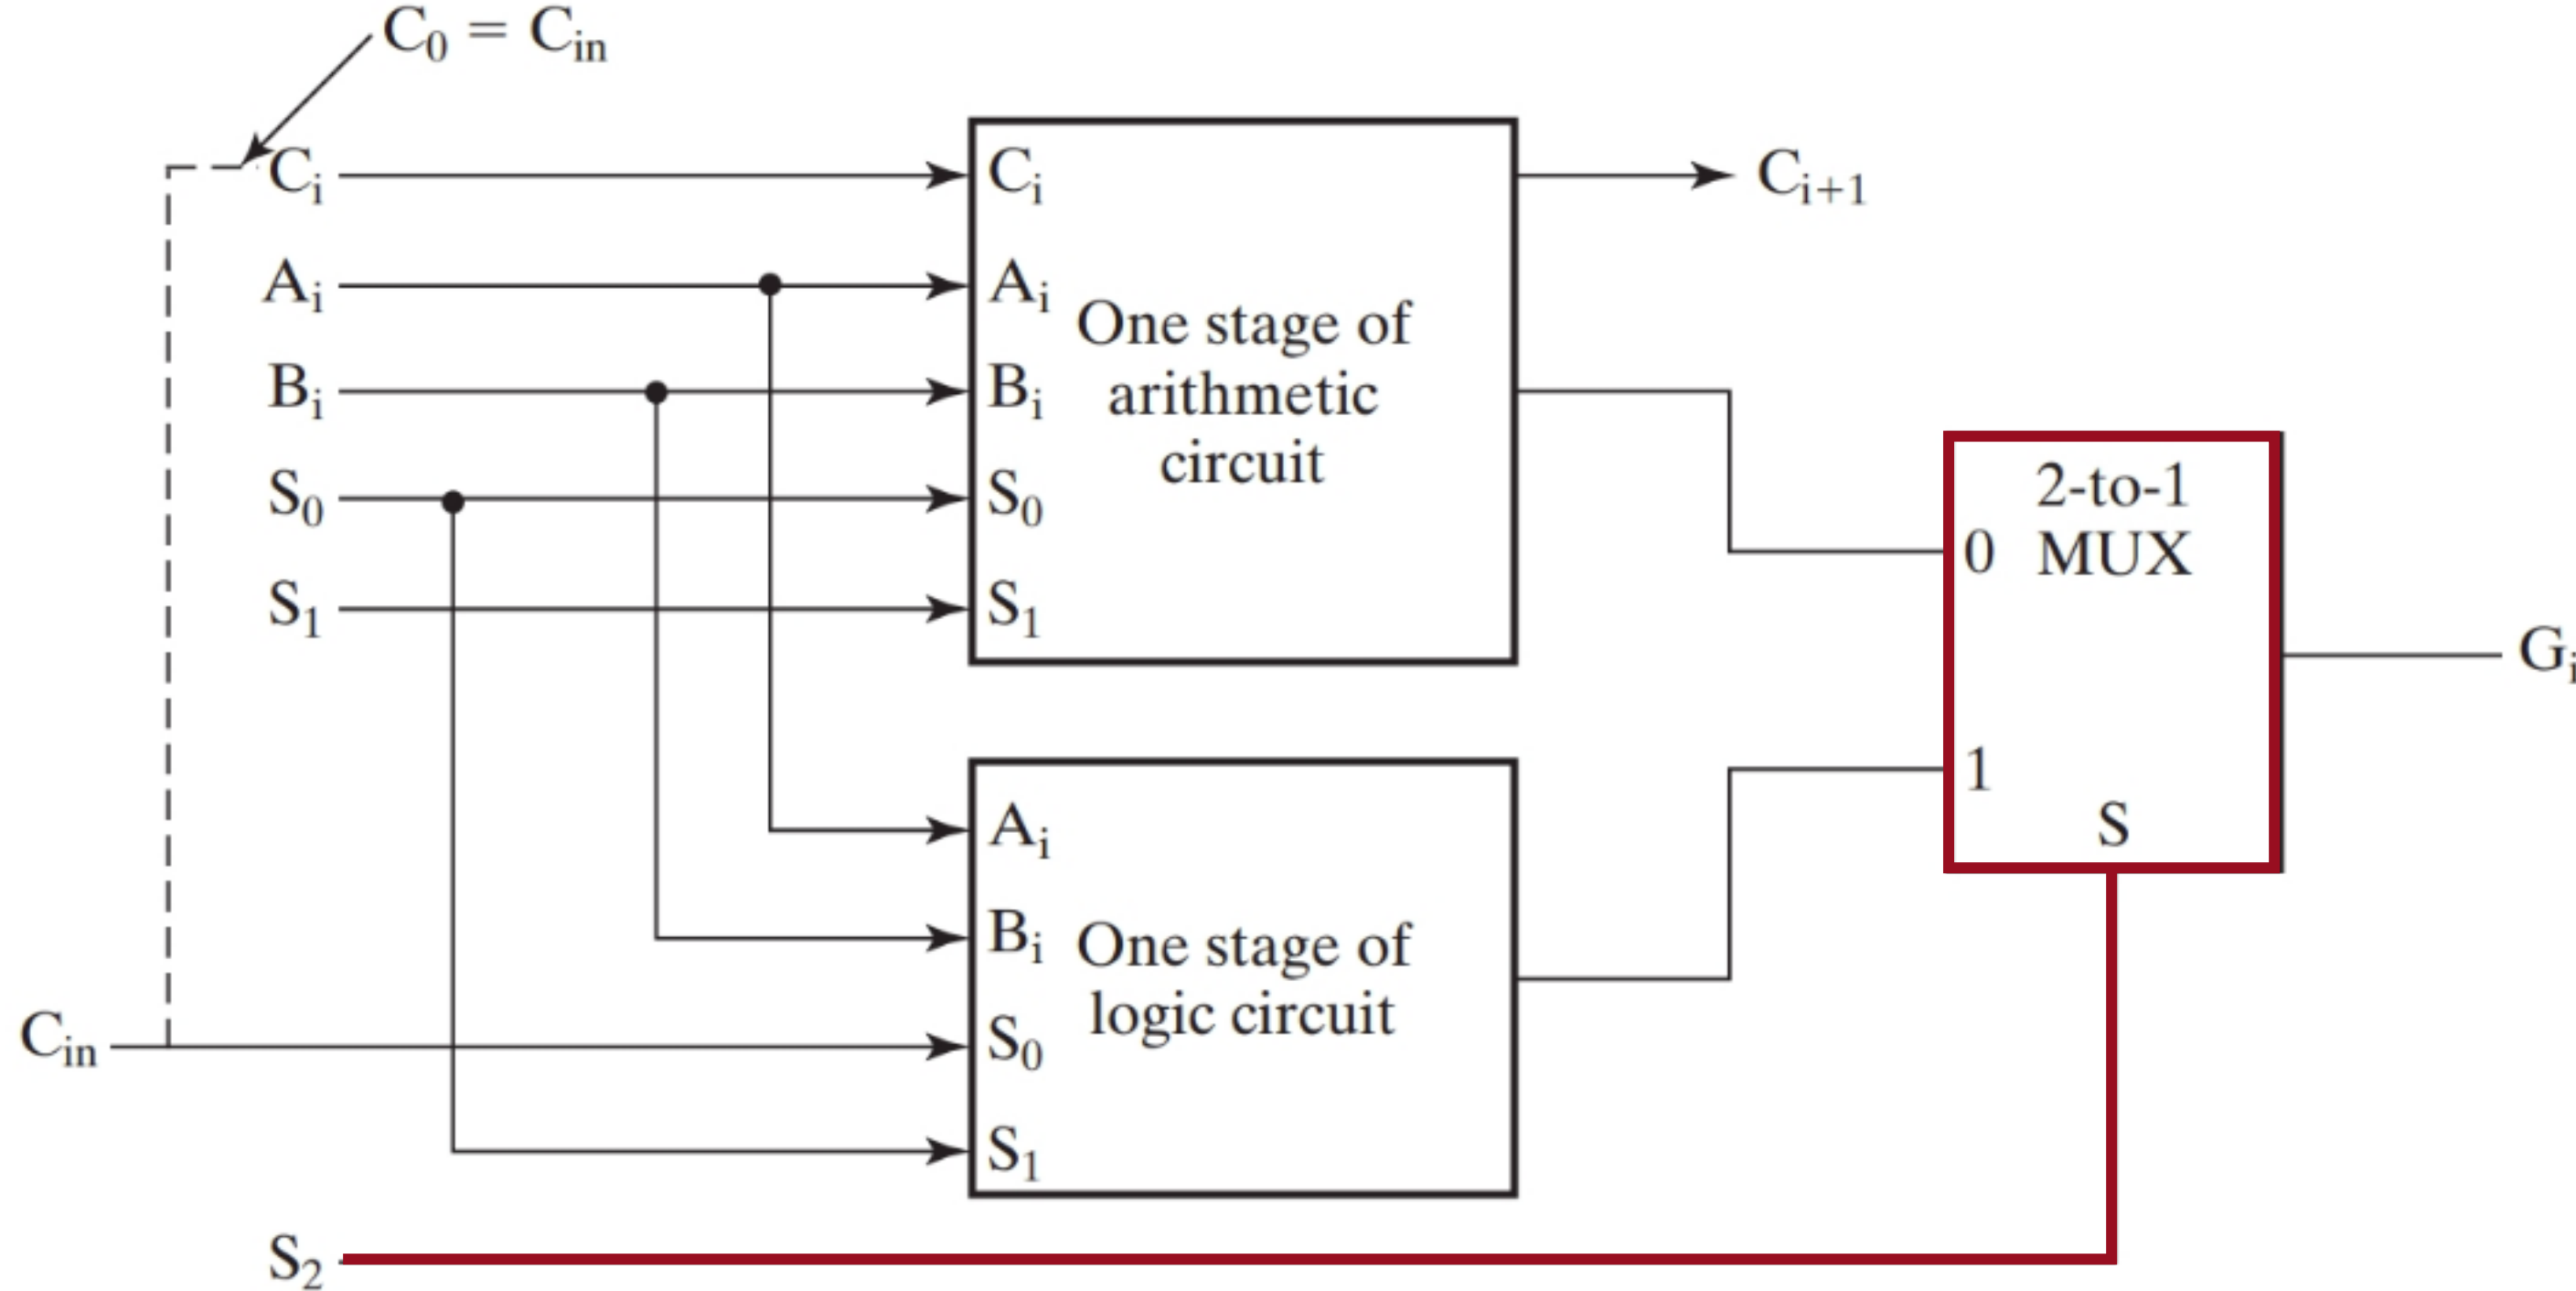 C₀ = Cᵢₙ
Cᵢ
Aᵢ
Bᵢ
S₀
S₁
Cᵢ
Aᵢ
Bᵢ
S₀
S₁
One stage of
arithmetic
circuit
Cᵢ₊₁
2-to-1
MUX
0
1
S
Gᵢ
Aᵢ
Bᵢ
S₀
S₁
One stage of
logic circuit
Cᵢₙ
S₂